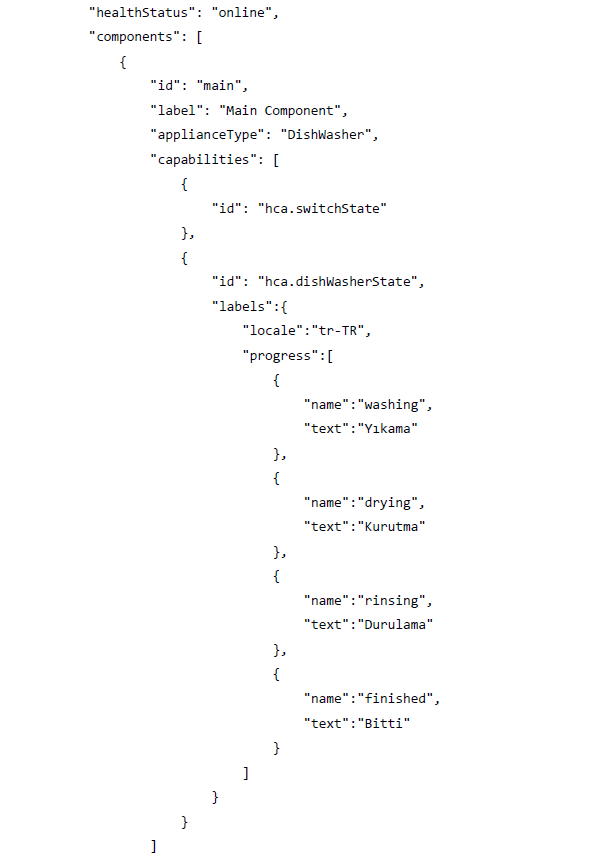 "healthStatus": "online",
"components": [
{
"id": "main",
"label": "Main Component",
"applianceType": "DishWasher",
"capabilities": [
{
"id": "hca.switchState"
},
{
"id": "hca.dishWasherState",
"labels":{
"locale":"tr-TR",
"progress":[
{
"name":"washing",
"text":"Yıkama"
},
{
"name":"drying",
"text":"Kurutma"
},
{
"name":"rinsing",
"text":"Durulama"
},
{
"name":"finished",
"text":"Bitti"
}
]
}
}
]